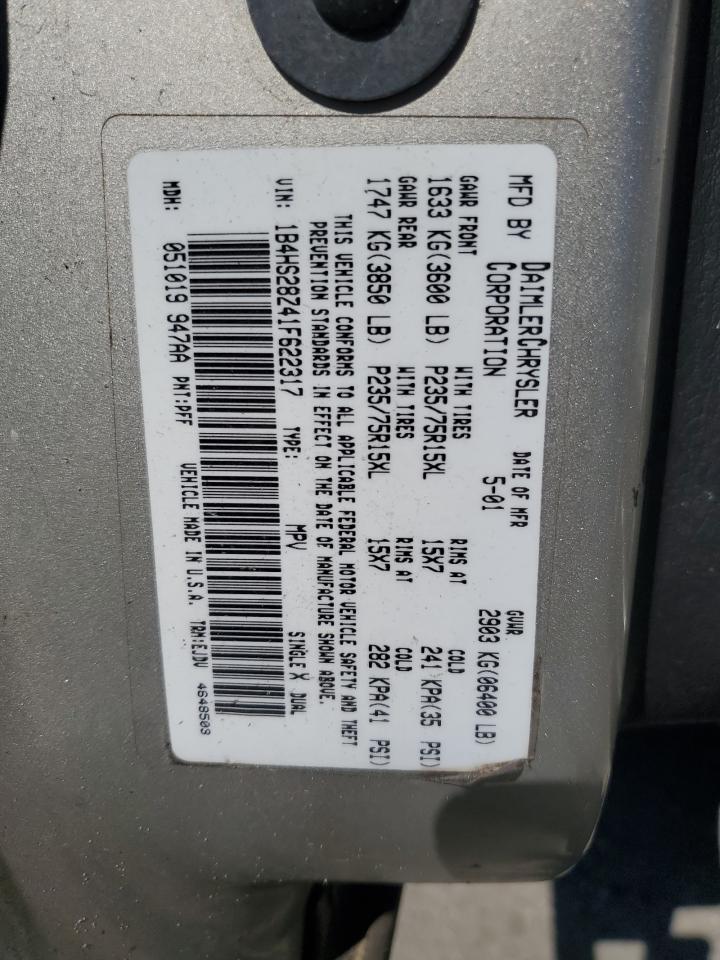 MFD BY DAIMLERCHRYSLER CORPORATION DATE OF MFR 5-01 GVWR 2903 KG(06400 LB)
GAWR FRONT WITH TIRES RIMS AT COLD
1633 KG(3600 LB) P235/75R15XL 15X7 241 KPA(35 PSI)
GAWR REAR WITH TIRES RIMS AT COLD
1747 KG(3850 LB) P235/75R15XL 15X7 282 KPA(41 PSI)
THIS VEHICLE CONFORMS TO ALL APPLICABLE FEDERAL MOTOR VEHICLE SAFETY AND THEFT
PREVENTION STANDARDS IN EFFECT ON THE DATE OF MANUFACTURE SHOWN ABOVE.
VIN: 1B4HS28Z41F622317 TYPE: MPV SINGLE X DUAL
MDH: 051019 947AA PNT:PFF VEHICLE MADE IN U.S.A. TRM:EJDV 4648503